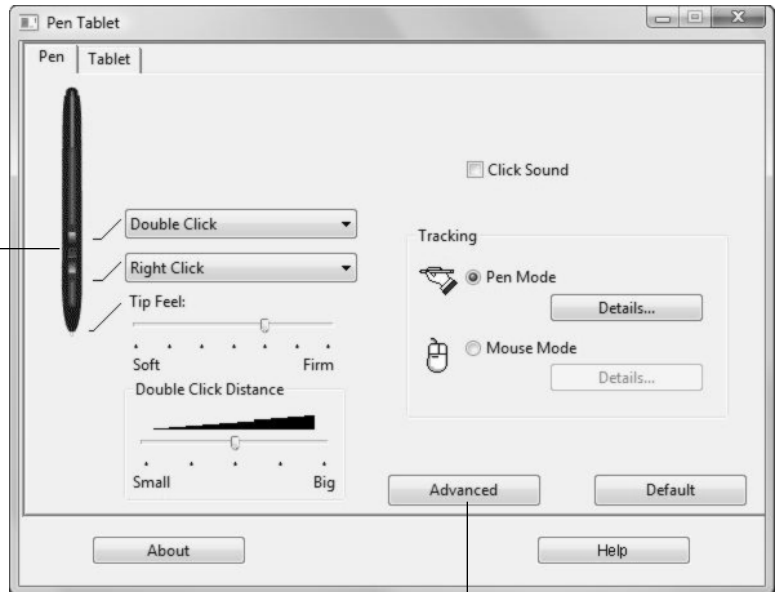 Pen Tablet
Pen
Tablet
Click Sound
Double Click
Right Click
Tip Feel:
Soft
Firm
Double Click Distance
Small
Big
Tracking
Pen Mode
Details...
Mouse Mode
Details...
Advanced
Default
About
Help